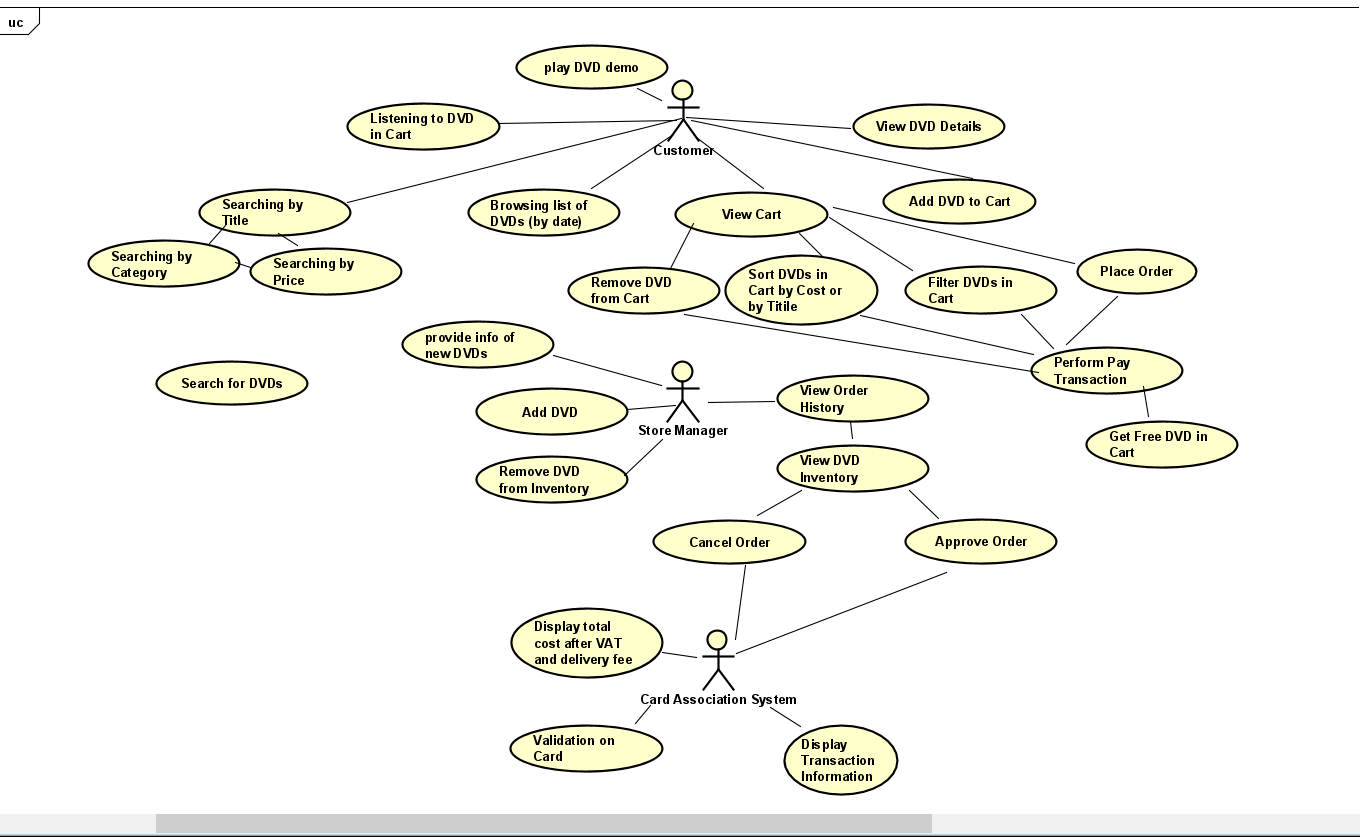 uc
play DVD demo
Listening to DVD
in Cart
View DVD Details
Customer
Searching by
Title
Browsing list of
DVDs (by date)
View Cart
Add DVD to Cart
Searching by
Category
Searching by
Price
Remove DVD
from Cart
Sort DVDs in
Cart by Cost or
by Titile
Filter DVDs in
Cart
Place Order
provide info of
new DVDs
Search for DVDs
Perform Pay
Transaction
Add DVD
Store Manager
View Order
History
Get Free DVD in
Cart
Remove DVD
from Inventory
View DVD
Inventory
Cancel Order
Approve Order
Display total
cost after VAT
and delivery fee
Card Association System
Validation on
Card
Display
Transaction
Information